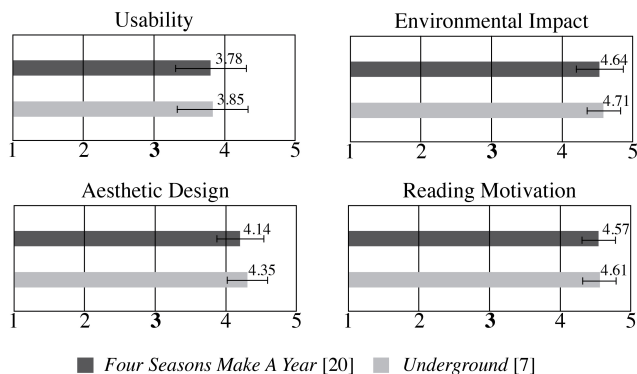 Usability
3.78
3.85
1 2 3 4 5
Environmental Impact
4.64
4.71
1 2 3 4 5
Aesthetic Design
4.14
4.35
1 2 3 4 5
Reading Motivation
4.57
4.61
1 2 3 4 5
Four Seasons Make A Year [20] Underground [7]